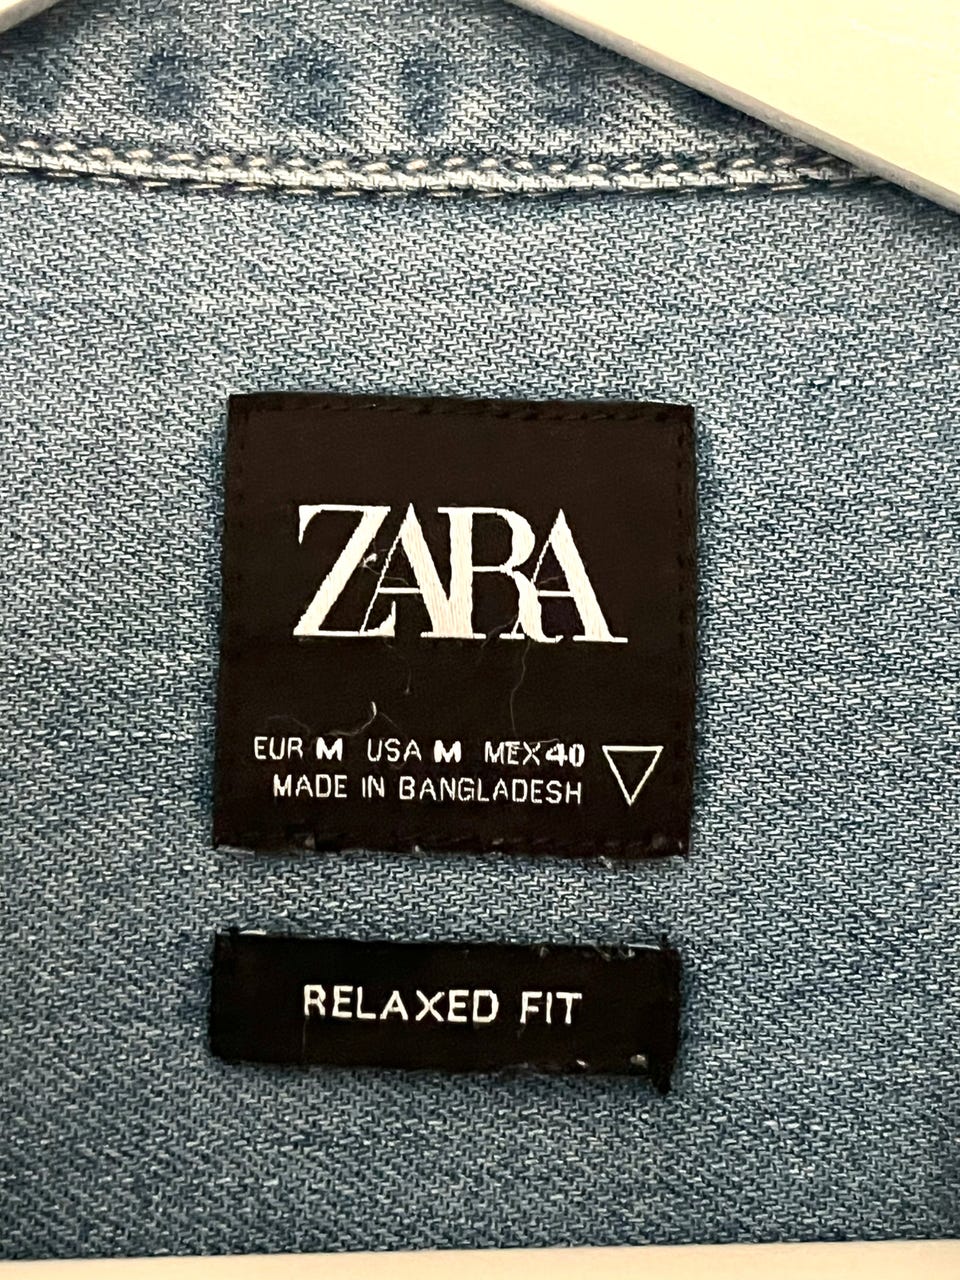 ZARA
EUR M USA M MEX 40
MADE IN BANGLADESH
RELAXED FIT